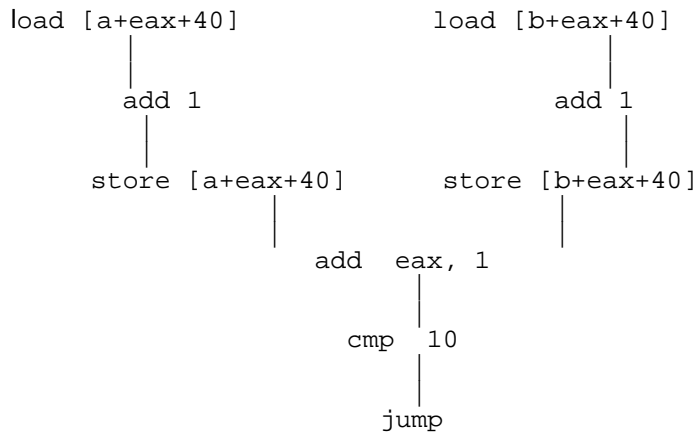 load [a+eax+40] load [b+eax+40]
add 1 add 1
store [a+eax+40] store [b+eax+40]
add eax, 1
cmp 10
jump